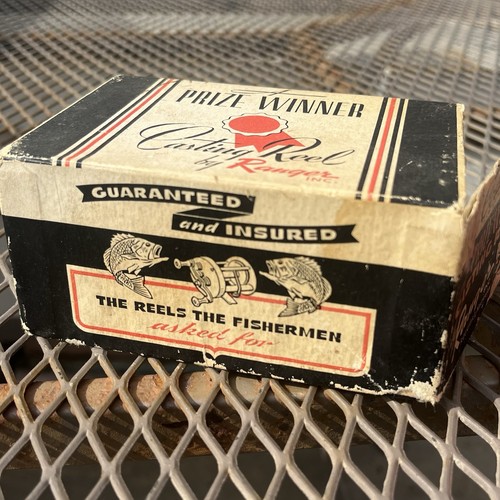 PRIZE WINNER
Casting Reel
by Ranger
INC.
GUARANTEED
and INSURED
THE REELS THE FISHERMEN
asked for